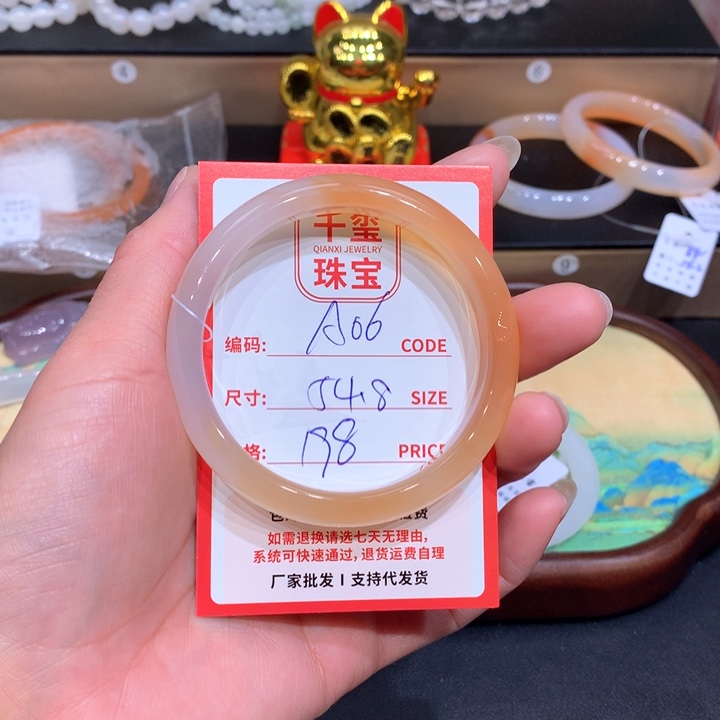 千玺
QIANXI JEWELRY
珠宝
编码: A06 CODE
尺寸: 54.8 SIZE
格: 198 PRICE
如需退换请选七天无理由,
系统可快速通过,退货运费自理
厂家批发 I 支持代发货